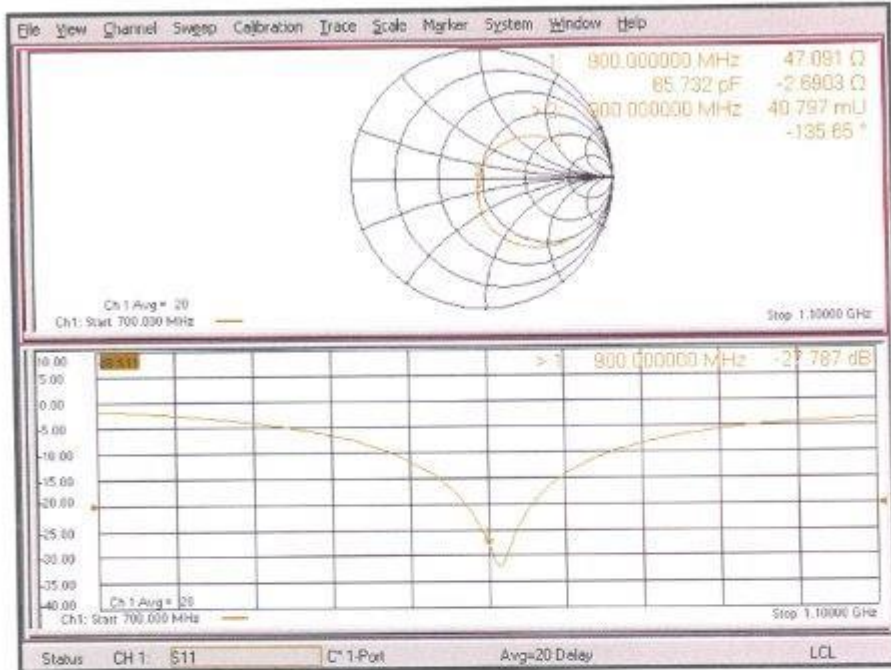 File View Channel Sweep Calibration Trace Scale Marker System Window Help
1: 900.000000 MHz 47.091 Ω
65.732 pF -2.6903 Ω
> 900.000000 MHz 40.797 mU
-135.65 °
Ch 1 Avg = 20
Ch1: Start 700.000 MHz
Stop 1.10000 GHz
10.00
> 1 900.000000 MHz -27.787 dB
5.00
0.00
-5.00
-10.00
-15.00
-20.00
-25.00
-30.00
-35.00
-40.00
Ch 1 Avg = 20
Ch1: Start 700.000 MHz
Stop 1.10000 GHz
Status CH 1: S11 C* 1-Port Avg=20 Delay LCL